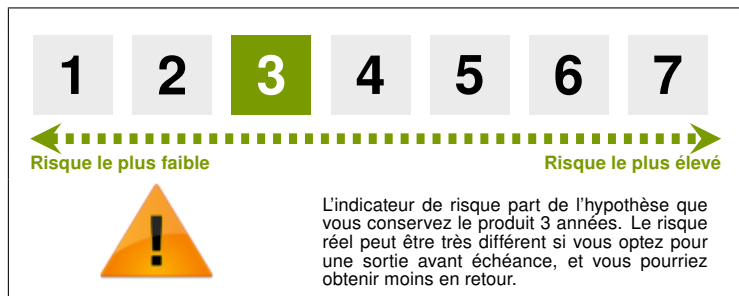 1 2 3 4 5 6 7
Risque le plus faible Risque le plus élevé
!
L'indicateur de risque part de l'hypothèse que
vous conservez le produit 3 années. Le risque
réel peut être très différent si vous optez pour
une sortie avant échéance, et vous pourriez
obtenir moins en retour.